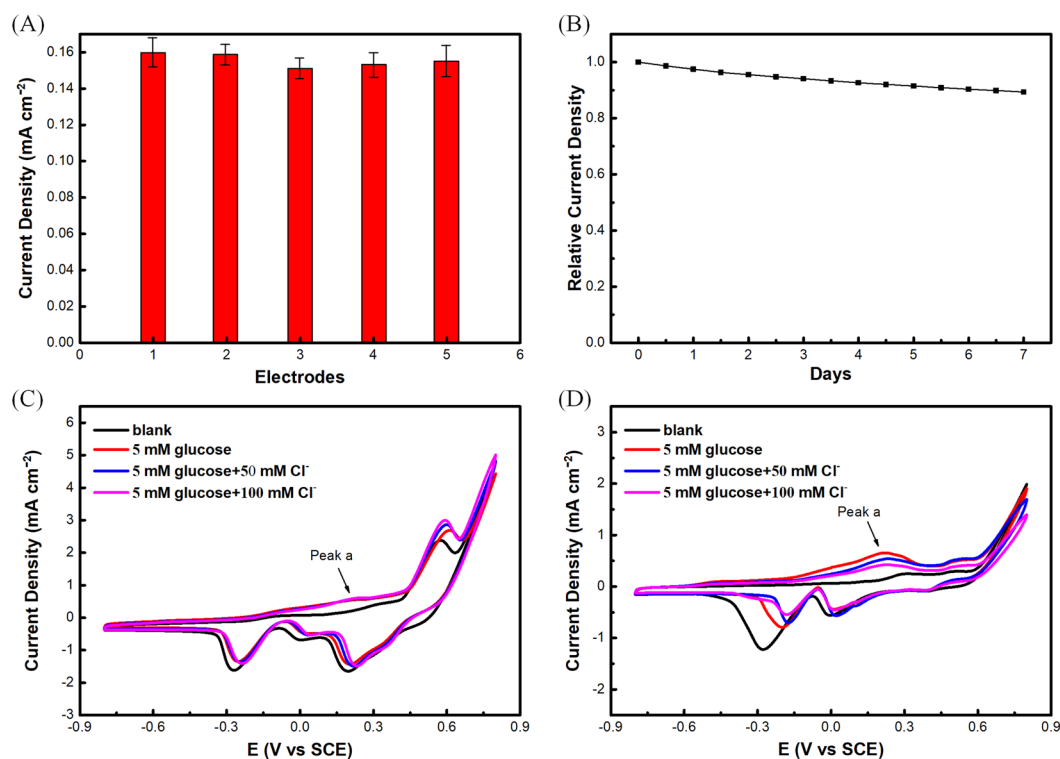 (A)
Current Density (mA cm⁻²)
0.16
0.14
0.12
0.10
0.08
0.06
0.04
0.02
0.00
0 1 2 3 4 5 6
Electrodes
(B)
Relative Current Density
1.0
0.8
0.6
0.4
0.2
0 1 2 3 4 5 6 7
Days
(C)
Current Density (mA cm⁻²)
6
5
4
3
2
1
0
-1
-2
-3
blank
5 mM glucose
5 mM glucose+50 mM Cl⁻
5 mM glucose+100 mM Cl⁻
Peak a
-0.9 -0.6 -0.3 0.0 0.3 0.6 0.9
E (V vs SCE)
(D)
Current Density (mA cm⁻²)
3
2
1
0
-1
-2
blank
5 mM glucose
5 mM glucose+50 mM Cl⁻
5 mM glucose+100 mM Cl⁻
Peak a
-0.9 -0.6 -0.3 0.0 0.3 0.6 0.9
E (V vs SCE)